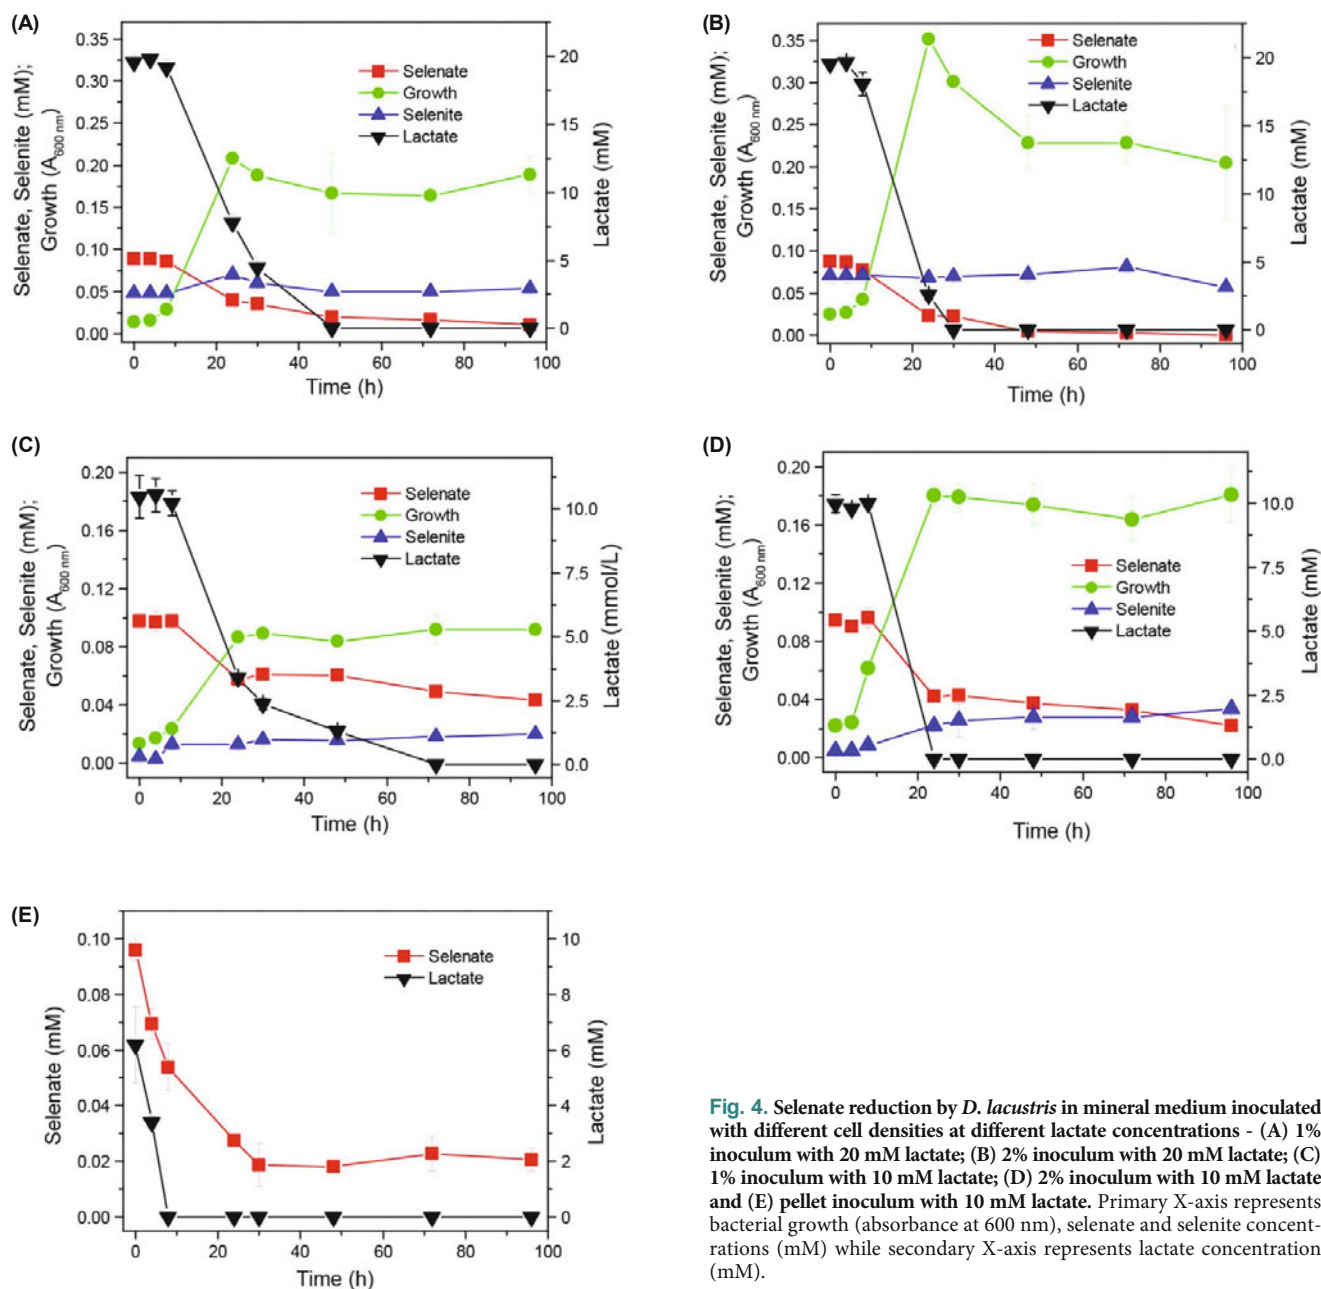 (A)
0.35
0.30
0.25
0.20
0.15
0.10
0.05
0.00
Selenate, Selenite (mM);
Growth (A600 nm)
20
15
10
5
0
Lactate (mM)
Selenate
Growth
Selenite
Lactate
0 20 40 60 80 100
Time (h)
(B)
0.35
0.30
0.25
0.20
0.15
0.10
0.05
0.00
Selenate, Selenite (mM);
Growth (A600 nm)
20
15
10
5
0
Lactate (mM)
Selenate
Growth
Selenite
Lactate
0 20 40 60 80 100
Time (h)
(C)
0.20
0.16
0.12
0.08
0.04
0.00
Selenate, Selenite (mM);
Growth (A600 nm)
10.0
7.5
5.0
2.5
0.0
Lactate (mmol/L)
Selenate
Growth
Selenite
Lactate
0 20 40 60 80 100
Time (h)
(D)
0.20
0.16
0.12
0.08
0.04
0.00
Selenate, Selenite (mM);
Growth (A600 nm)
10.0
7.5
5.0
2.5
0.0
Lactate (mM)
Selenate
Growth
Selenite
Lactate
0 20 40 60 80 100
Time (h)
(E)
0.10
0.08
0.06
0.04
0.02
0.00
Selenate (mM)
10
8
6
4
2
0
Lactate (mM)
Selenate
Lactate
0 20 40 60 80 100
Time (h)
Fig. 4. Selenate reduction by D. lacustris in mineral medium inoculated
with different cell densities at different lactate concentrations - (A) 1%
inoculum with 20 mM lactate; (B) 2% inoculum with 20 mM lactate; (C)
1% inoculum with 10 mM lactate; (D) 2% inoculum with 10 mM lactate
and (E) pellet inoculum with 10 mM lactate. Primary X-axis represents
bacterial growth (absorbance at 600 nm), selenate and selenite concent-
rations (mM) while secondary X-axis represents lactate concentration
(mM).